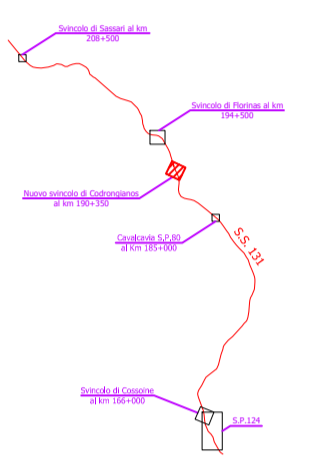 Svincolo di Sassari al km
208+500
Svincolo di Florinas al km
194+500
Nuovo svincolo di Codrongianos
al km 190+350
Cavalcavia S.P.80
al Km 185+000
S.S. 131
Svincolo di Cossoine
al km 166+000
S.P.124